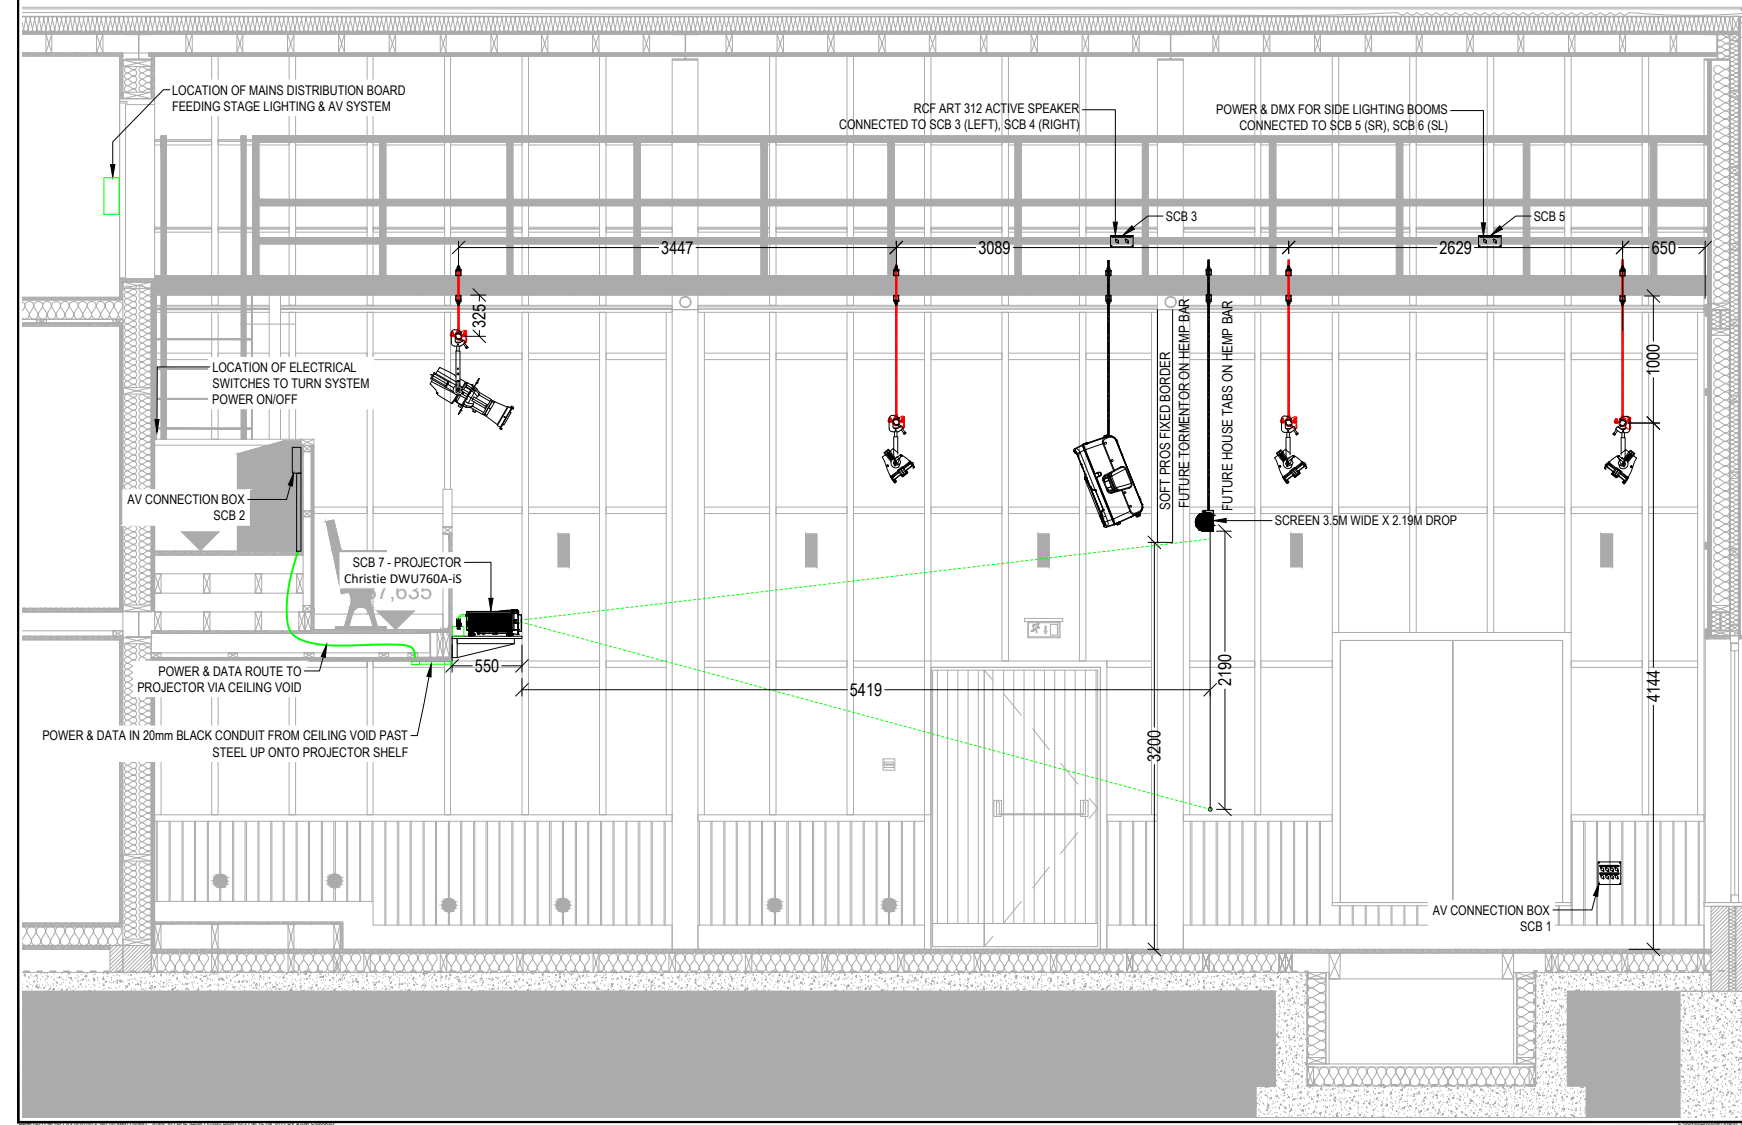 LOCATION OF MAINS DISTRIBUTION BOARD
FEEDING STAGE LIGHTING & AV SYSTEM
RCF ART 312 ACTIVE SPEAKER
CONNECTED TO SCB 3 (LEFT), SCB 4 (RIGHT)
POWER & DMX FOR SIDE LIGHTING BOOMS
CONNECTED TO SCB 5 (SR), SCB 6 (SL)
SCB 3
SCB 5
3447
3089
2629
650
325
1000
LOCATION OF ELECTRICAL
SWITCHES TO TURN SYSTEM
POWER ON/OFF
SOFT PROS FIXED BORDER
FUTURE TORMENTOR ON HEMP BAR
FUTURE HOUSE TABS ON HEMP BAR
AV CONNECTION BOX
SCB 2
SCREEN 3.5M WIDE X 2.19M DROP
SCB 7 - PROJECTOR
Christie DWU760A-iS
7,635
550
5419
2190
3200
4144
POWER & DATA ROUTE TO
PROJECTOR VIA CEILING VOID
POWER & DATA IN 20mm BLACK CONDUIT FROM CEILING VOID PAST
STEEL UP ONTO PROJECTOR SHELF
AV CONNECTION BOX
SCB 1